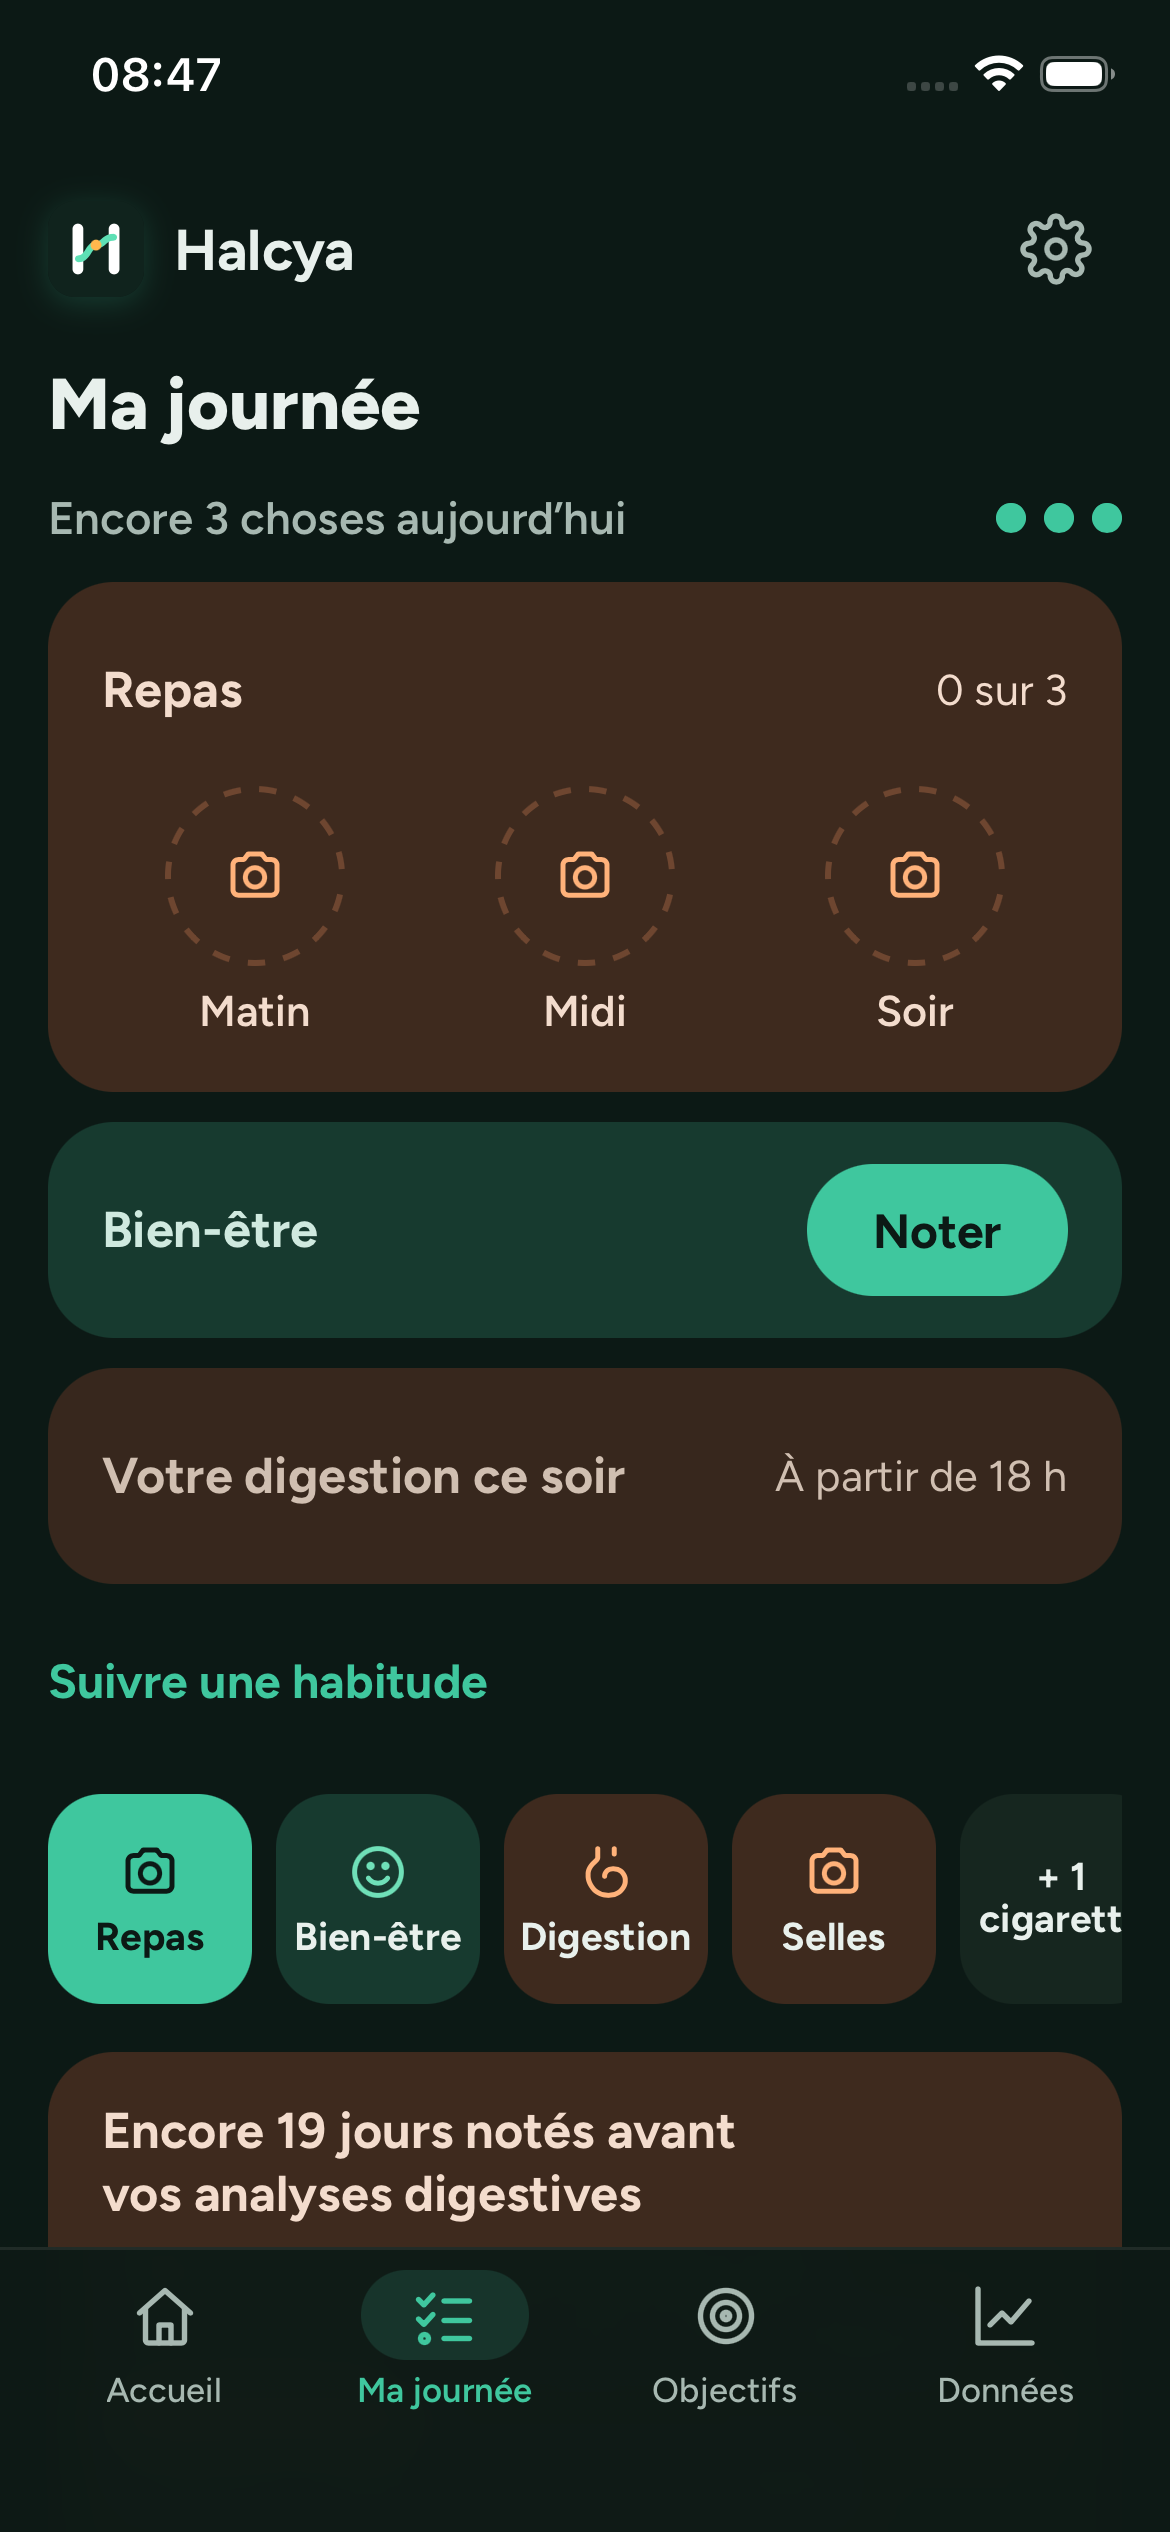 08:47
Halcya
Ma journée
Encore 3 choses aujourd’hui
Repas
0 sur 3
Matin
Midi
Soir
Bien-être
Noter
Votre digestion ce soir
À partir de 18 h
Suivre une habitude
Repas
Bien-être
Digestion
Selles
+ 1
cigarett
Encore 19 jours notés avant
vos analyses digestives
Accueil
Ma journée
Objectifs
Données